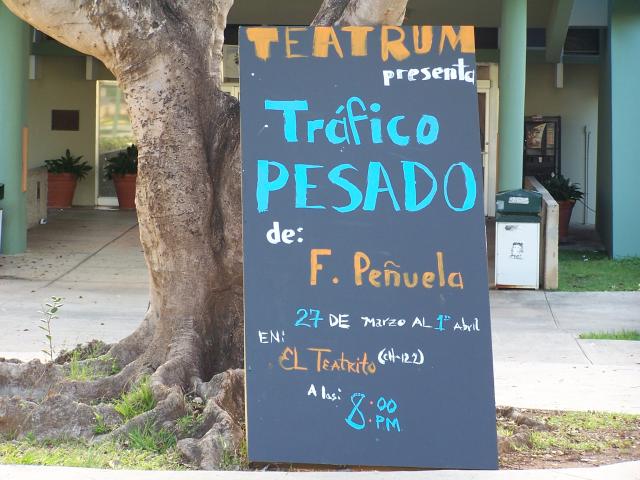 TEATRUM
presenta
Tráfico
PESADO
de:
F. Peñuela
27 DE Marzo AL 1º Abril
EN:
EL Teatrito (CH-122)
A las:
8:00
PM